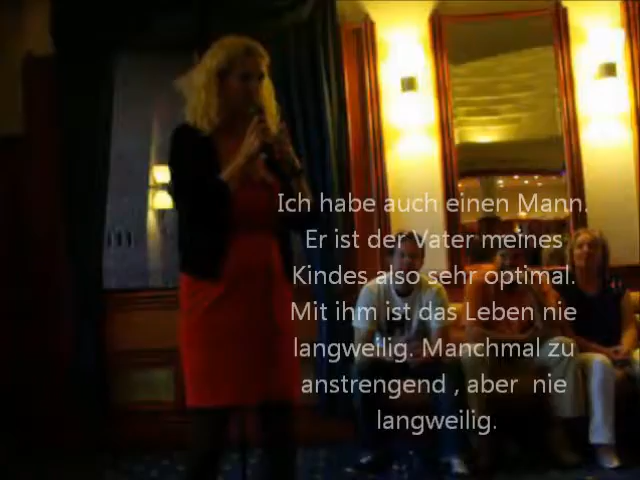 Ich habe auch einen Mann.
Er ist der Vater meines
Kindes also sehr optimal.
Mit ihm ist das Leben nie
langweilig. Manchmal zu
anstrengend , aber  nie
langweilig.